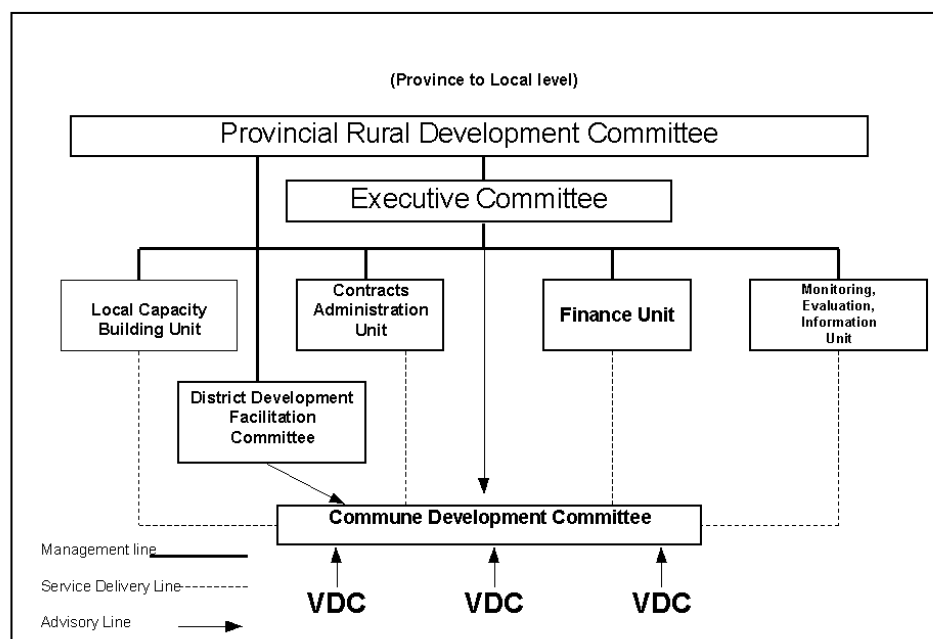 (Province to Local level)
Provincial Rural Development Committee
Executive Committee
Local Capacity
Building Unit
Contracts
Administration
Unit
Finance Unit
Monitoring,
Evaluation,
Information
Unit
District Development
Facilitation
Committee
Commune Development Committee
Management line
Service Delivery Line
Advisory Line
VDC
VDC
VDC